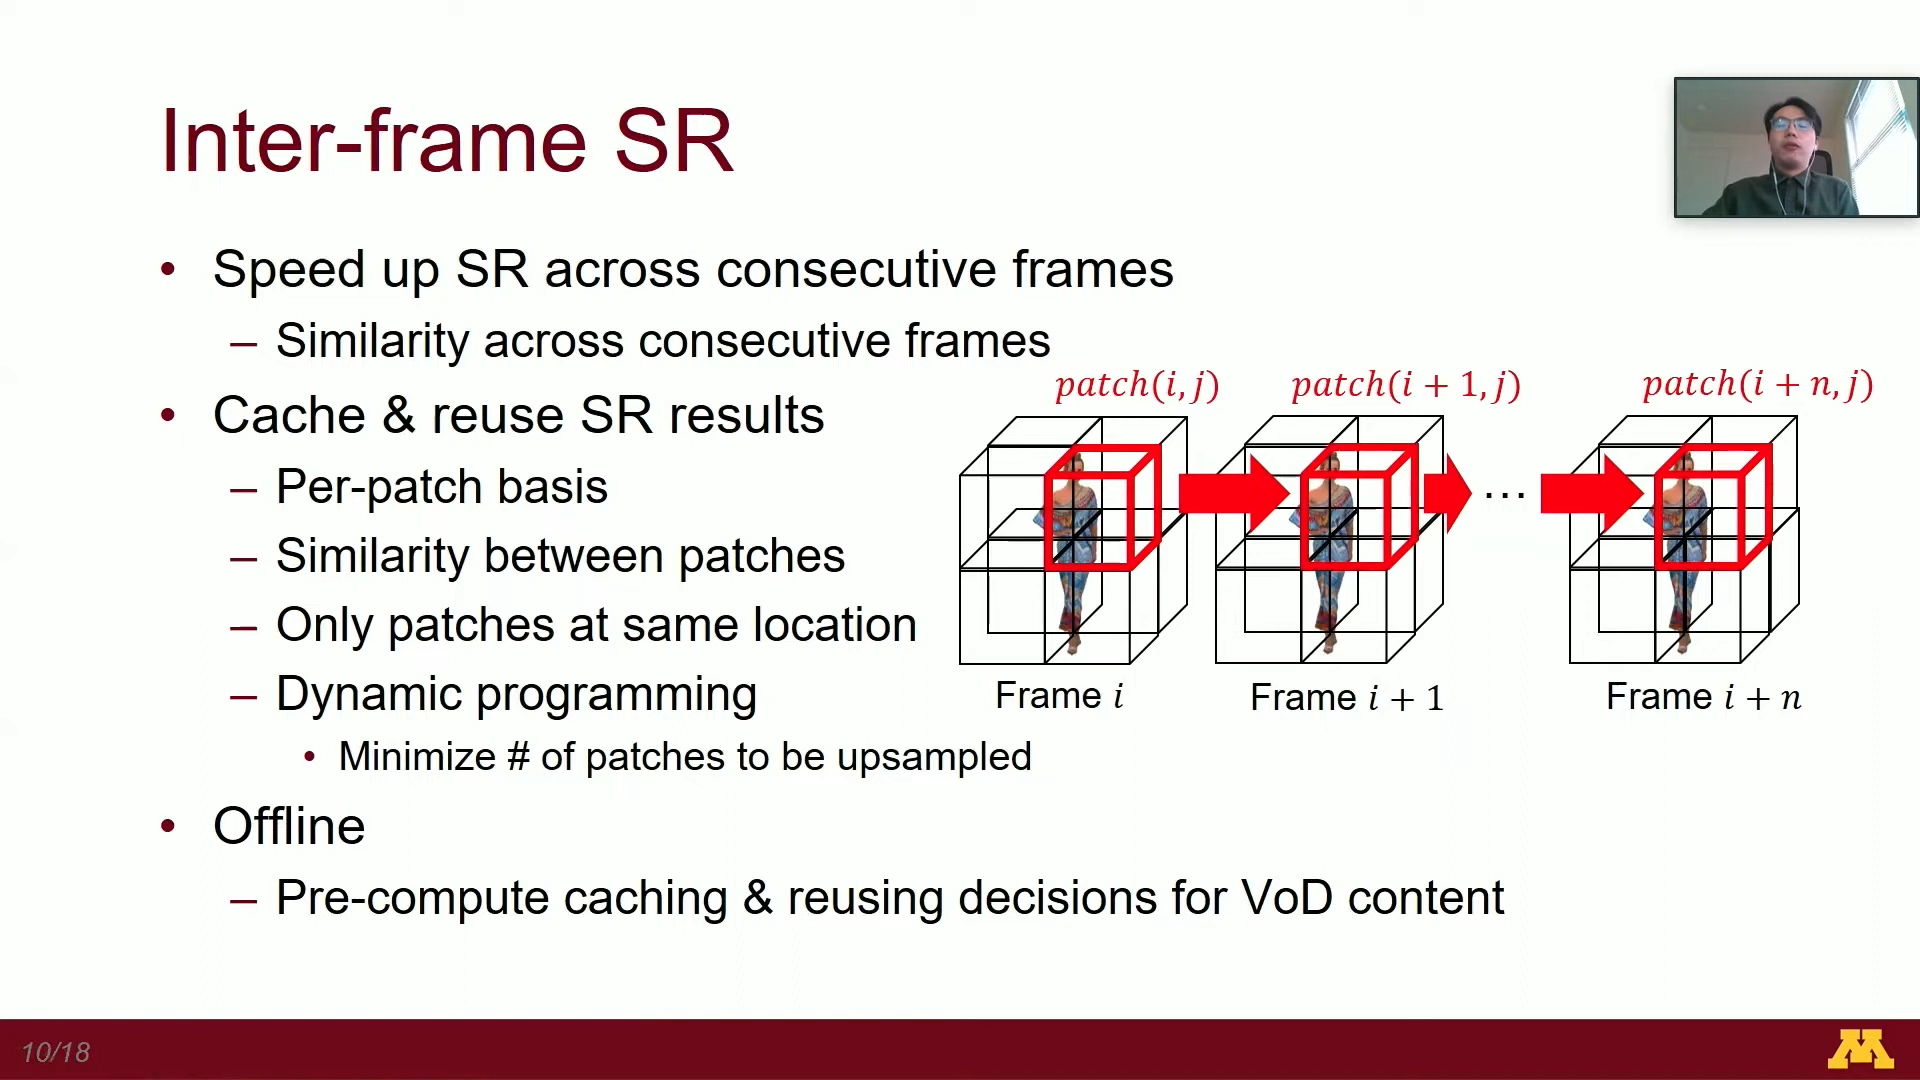 Inter-frame SR
• Speed up SR across consecutive frames
– Similarity across consecutive frames
• Cache & reuse SR results
– Per-patch basis
– Similarity between patches
– Only patches at same location
– Dynamic programming
• Minimize # of patches to be upsampled
• Offline
– Pre-compute caching & reusing decisions for VoD content
patch(i, j)
patch(i + 1, j)
patch(i + n, j)
...
Frame i
Frame i + 1
Frame i + n
10/18
M